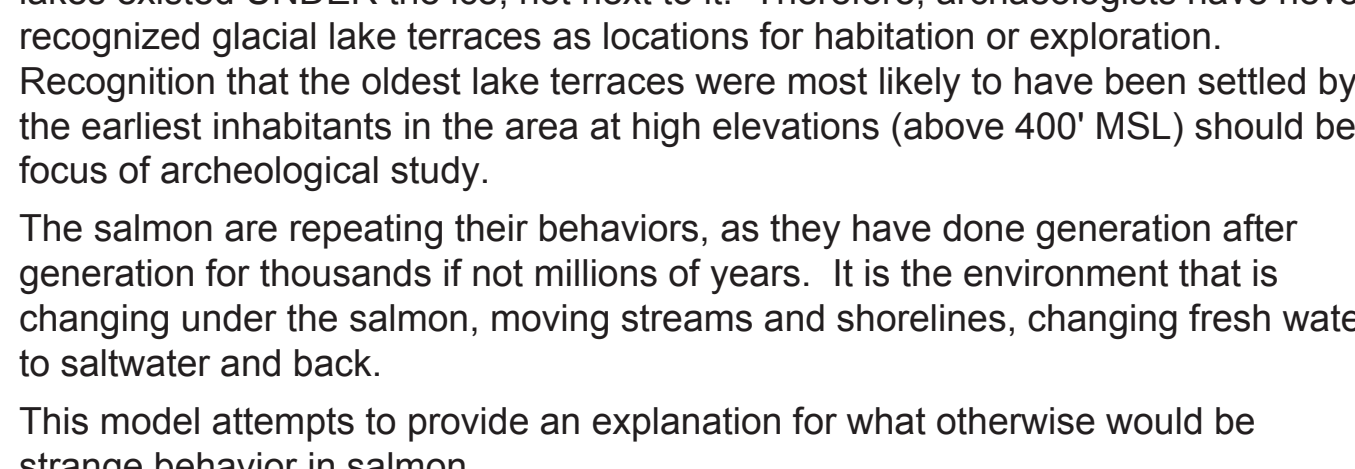 lakes existed UNDER the ice, not next to it. Therefore, archaeologists have neve
recognized glacial lake terraces as locations for habitation or exploration.
Recognition that the oldest lake terraces were most likely to have been settled by
the earliest inhabitants in the area at high elevations (above 400' MSL) should be
focus of archeological study.
The salmon are repeating their behaviors, as they have done generation after
generation for thousands if not millions of years. It is the environment that is
changing under the salmon, moving streams and shorelines, changing fresh wate
to saltwater and back.
This model attempts to provide an explanation for what otherwise would be
strange behavior in salmon